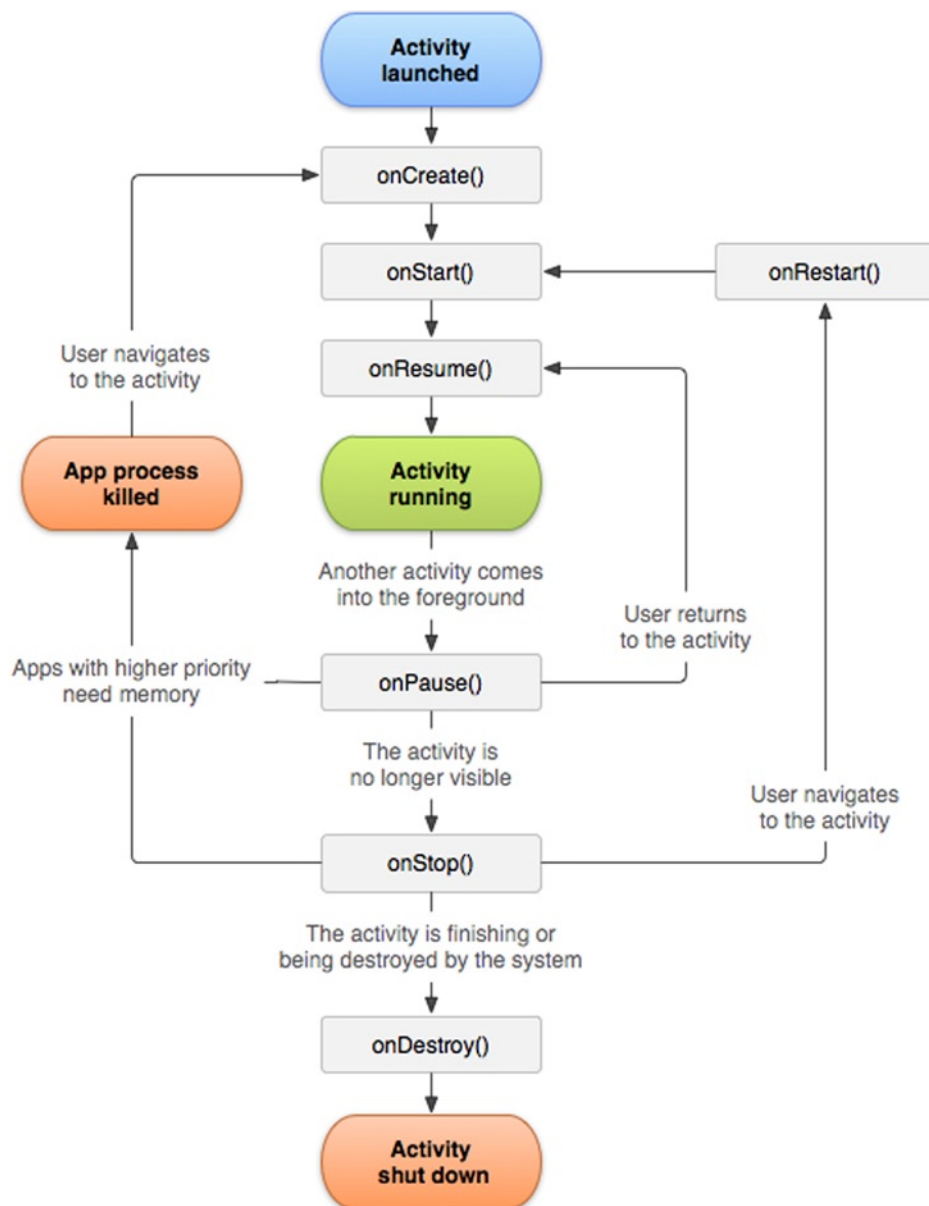 Activity
launched
onCreate()
onStart()
onRestart()
User navigates
to the activity
onResume()
App process
killed
Activity
running
Another activity comes
into the foreground
User returns
to the activity
Apps with higher priority
need memory
onPause()
The activity is
no longer visible
User navigates
to the activity
onStop()
The activity is finishing or
being destroyed by the system
onDestroy()
Activity
shut down